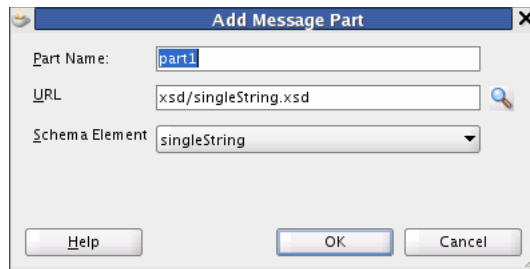 Add Message Part
Part Name: part1
URL xsd/singleString.xsd
Schema Element singleString
Help OK Cancel